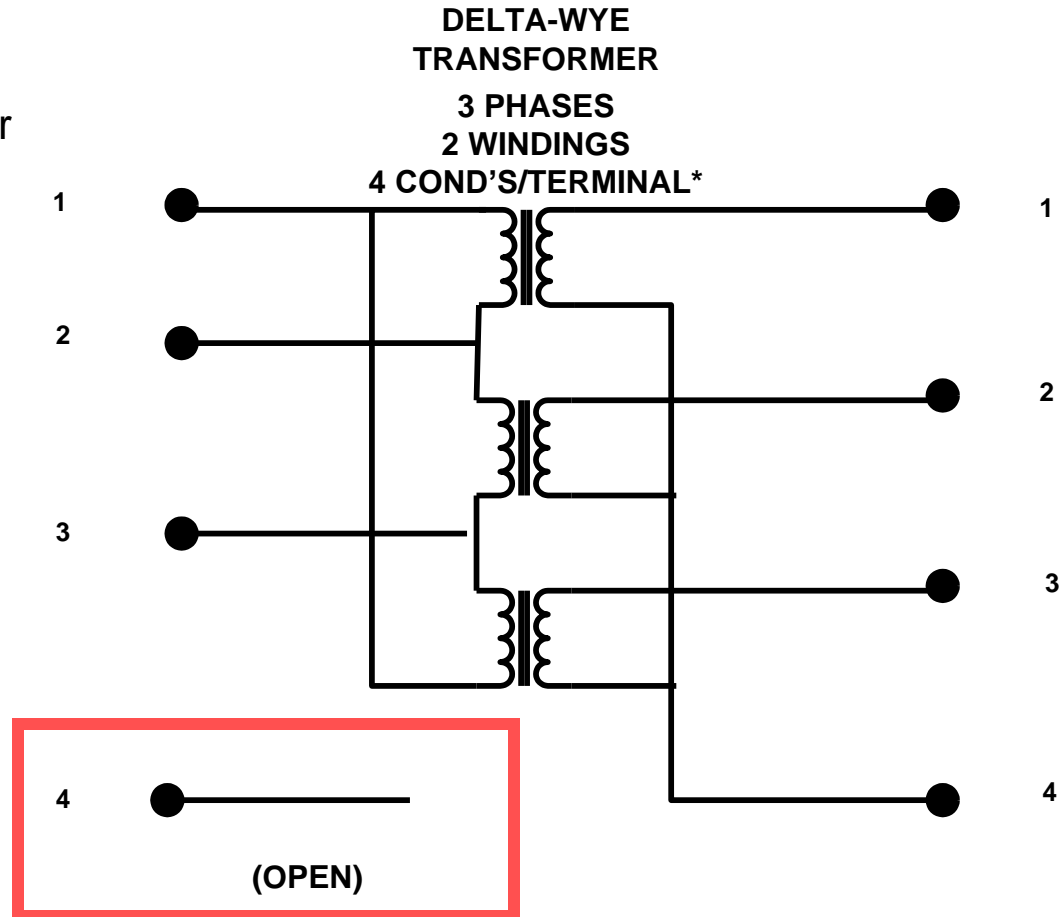 DELTA-WYE
TRANSFORMER
3 PHASES
r
2 WINDINGS
4 COND'S/TERMINAL*
1
1
2
2
3
3
4
4
(OPEN)